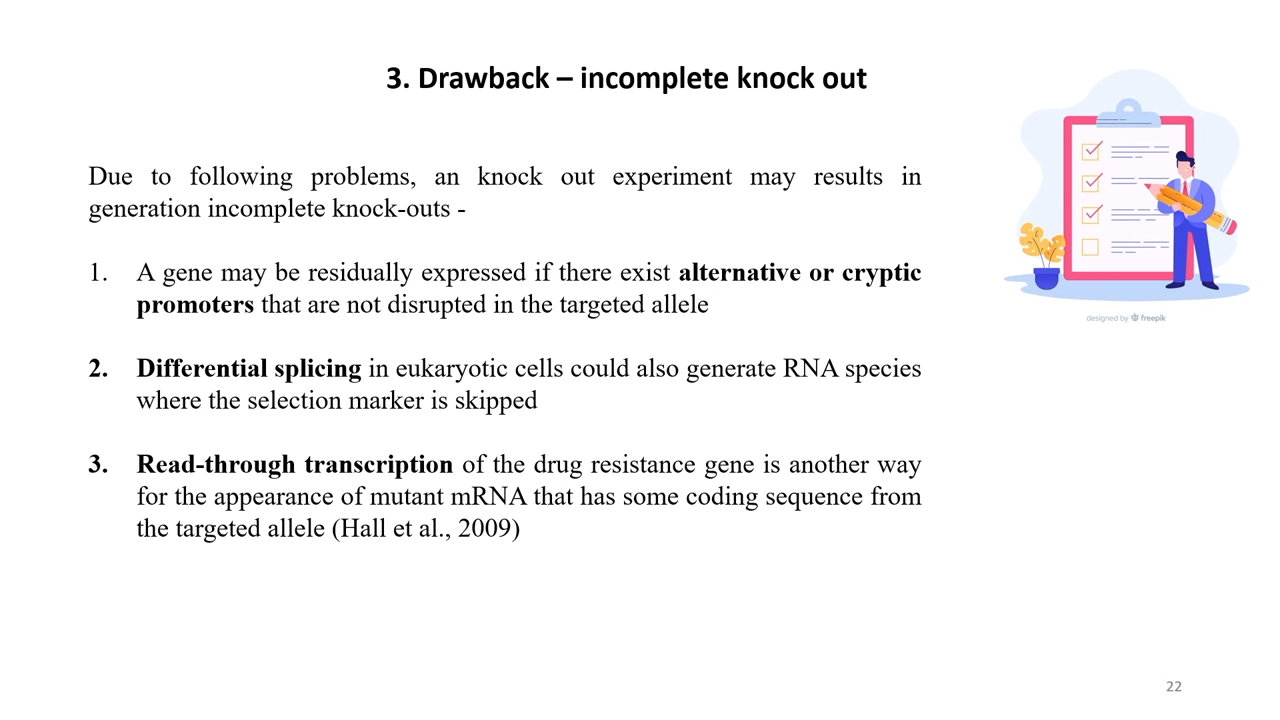 3. Drawback – incomplete knock out
Due to following problems, an knock out experiment may results in
generation incomplete knock-outs -
1. A gene may be residually expressed if there exist alternative or cryptic
promoters that are not disrupted in the targeted allele
2. Differential splicing in eukaryotic cells could also generate RNA species
where the selection marker is skipped
3. Read-through transcription of the drug resistance gene is another way
for the appearance of mutant mRNA that has some coding sequence from
the targeted allele (Hall et al., 2009)
designed by freepik
22